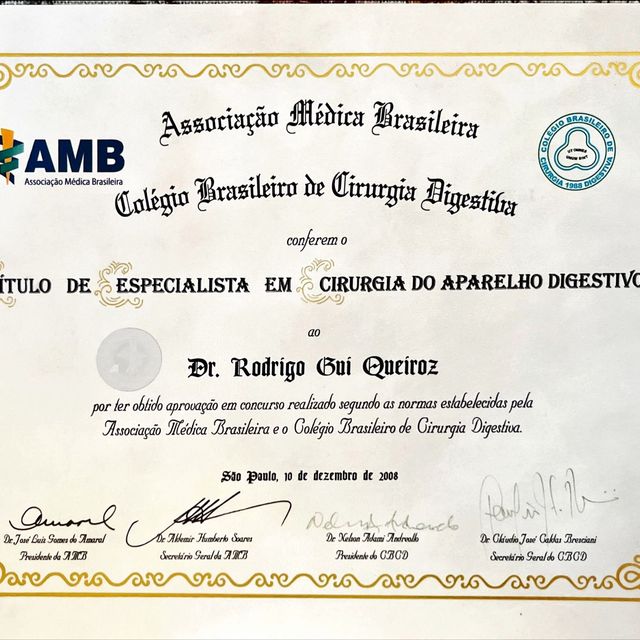 Associação Médica Brasileira
AMB
Associação Médica Brasileira
COLÉGIO BRASILEIRO DE CIRURGIA DIGESTIVA 1988
Colégio Brasileiro de Cirurgia Digestiva
conferem o
ÍTULO DE ESPECIALISTA EM CIRURGIA DO APARELHO DIGESTIVO
ao
Dr. Rodrigo Gui Queiroz
por ter obtido aprovação em concurso realizado segundo as normas estabelecidas pela
Associação Médica Brasileira e o Colégio Brasileiro de Cirurgia Digestiva.
São Paulo, 10 de dezembro de 2008
Amaral
Dr. José Luiz Gomes do Amaral
Presidente da AMB
Dr. Aldemir Humberto Soares
Secretário Geral da AMB
Dr. Nelson Adami Andreollo
Presidente do CBCD
Dr. Cláudio José Caldas Bresciani
Secretário Geral do CBCD